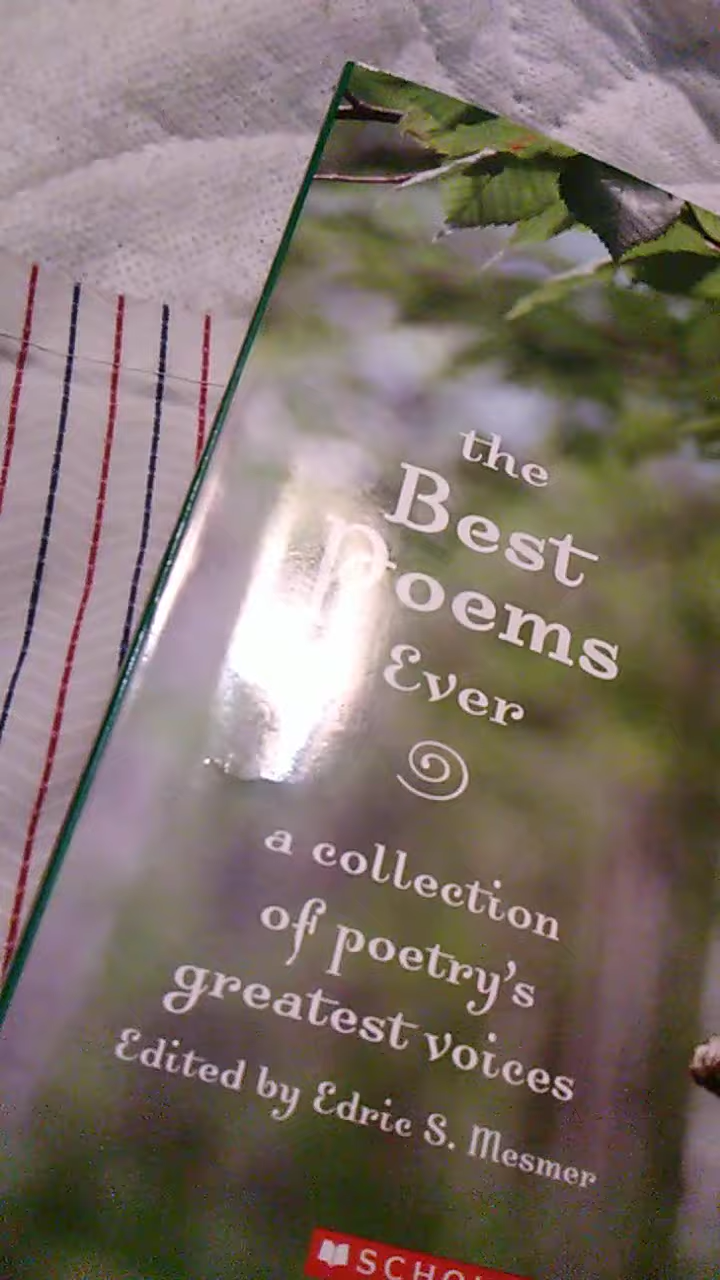 the
Best
Poems
Ever
a collection
of poetry's
greatest voices
Edited by Edric S. Mesmer